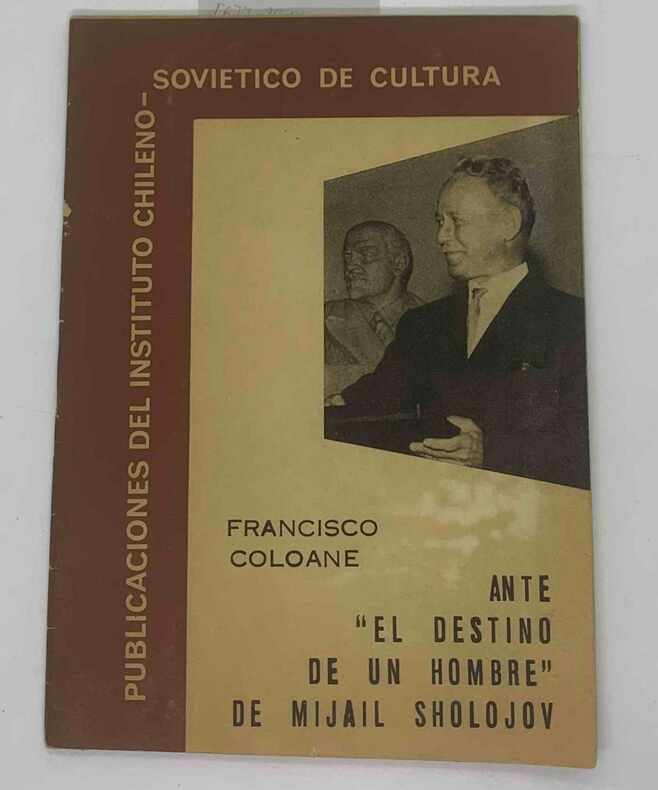 PUBLICACIONES DEL INSTITUTO CHILENO-
SOVIETICO DE CULTURA
FRANCISCO
COLOANE
ANTE
"EL DESTINO
DE UN HOMBRE"
DE MIJAIL SHOLOJOV